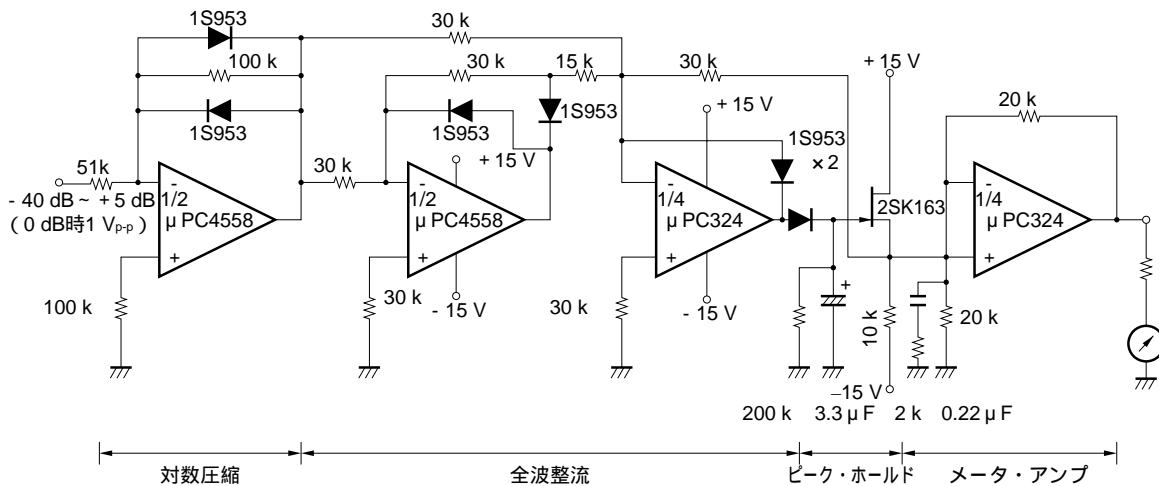 1S953
100 k
1S953
51k
- 40 dB ~ + 5 dB
（ 0 dB時1 Vp-p）
-
1/2
μ PC4558
+
100 k
30 k
30 k
15 k
1S953
1S953
+ 15 V
30 k
-
1/2
μ PC4558
+
30 k
- 15 V
30 k
+ 15 V
1S953
×2
-
1/4
μ PC324
+
30 k
- 15 V
+ 15 V
2SK163
+
10 k
−15 V
200 k
3.3 μ F
2 k
0.22 μ F
20 k
20 k
-
1/4
μ PC324
+
対数圧縮
全波整流
ピーク・ホールド
メータ・アンプ